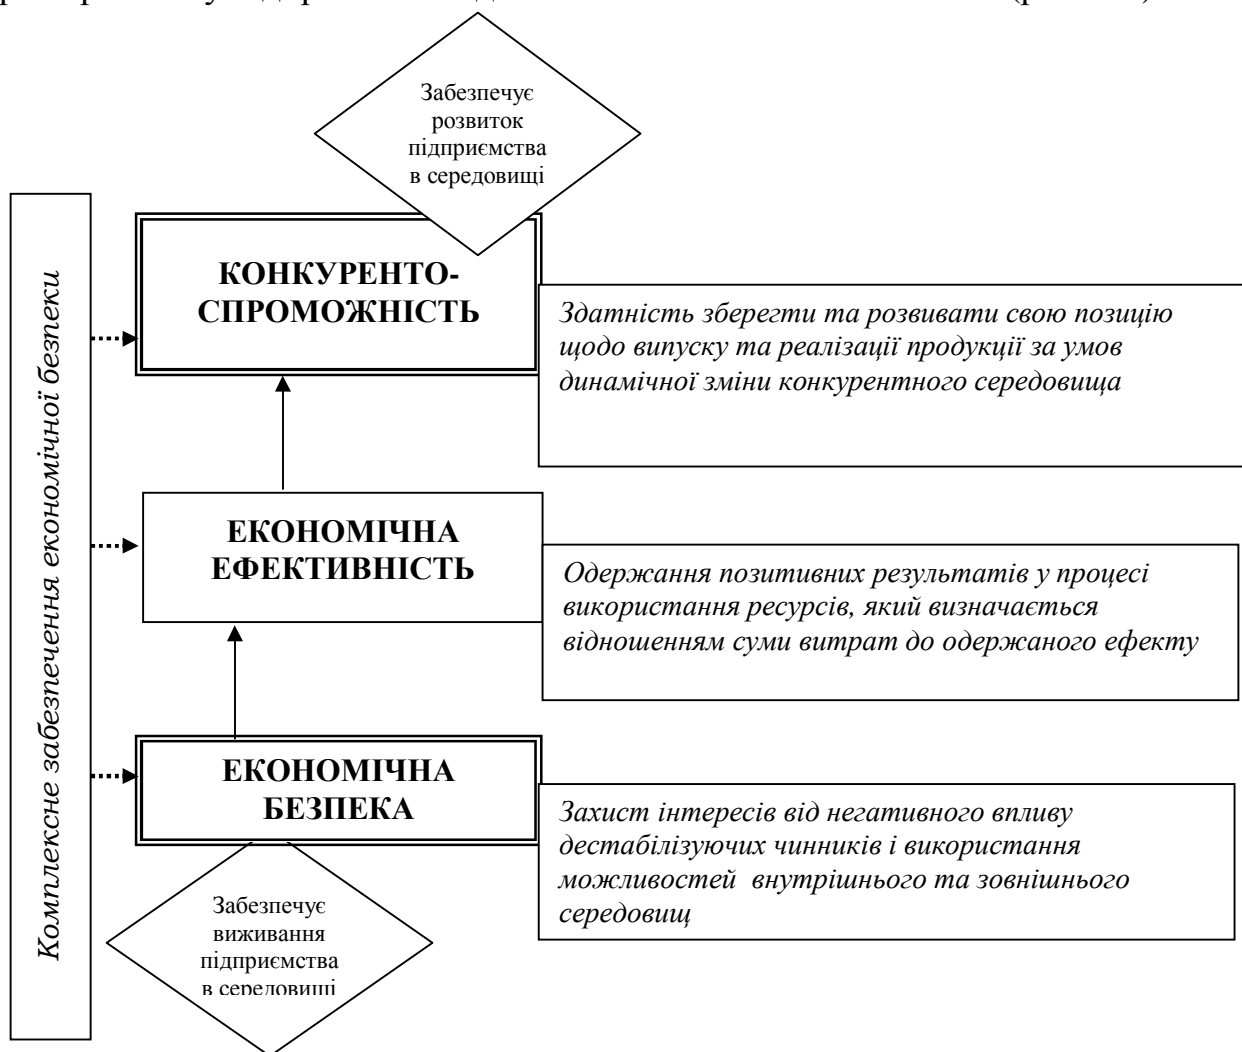 Забезпечує
розвиток
підприємства
в середовищі
Комплексне забезпечення економічної безпеки
КОНКУРЕНТО-
СПРОМОЖНІСТЬ
Здатність зберегти та розвивати свою позицію
щодо випуску та реалізації продукції за умов
динамічної зміни конкурентного середовища
ЕКОНОМІЧНА
ЕФЕКТИВНІСТЬ
Одержання позитивних результатів у процесі
використання ресурсів, який визначається
відношенням суми витрат до одержаного ефекту
ЕКОНОМІЧНА
БЕЗПЕКА
Захист інтересів від негативного впливу
дестабілізуючих чинників і використання
можливостей внутрішнього та зовнішнього
середовищ
Забезпечує
виживання
підприємства
в середовищі